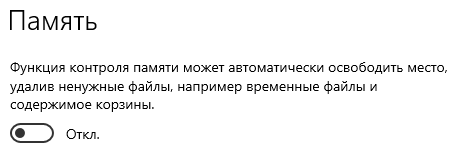 Память
Функция контроля памяти может автоматически освободить место,
удалив ненужные файлы, например временные файлы и
содержимое корзины.
Откл.